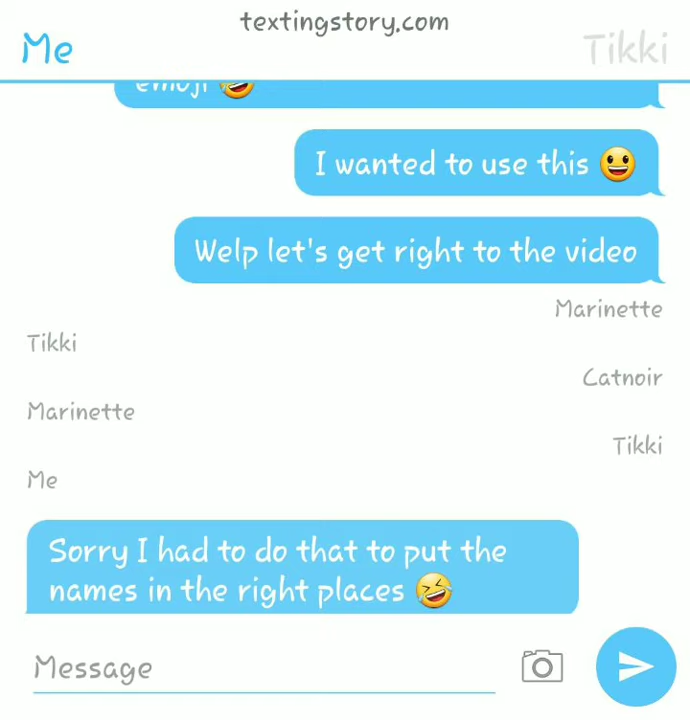 textingstory.com
Me
Tikki
emoji 🤣
I wanted to use this 😃
Welp let's get right to the video
Marinette
Tikki
Catnoir
Marinette
Tikki
Me
Sorry I had to do that to put the
names in the right places 🤣
Message